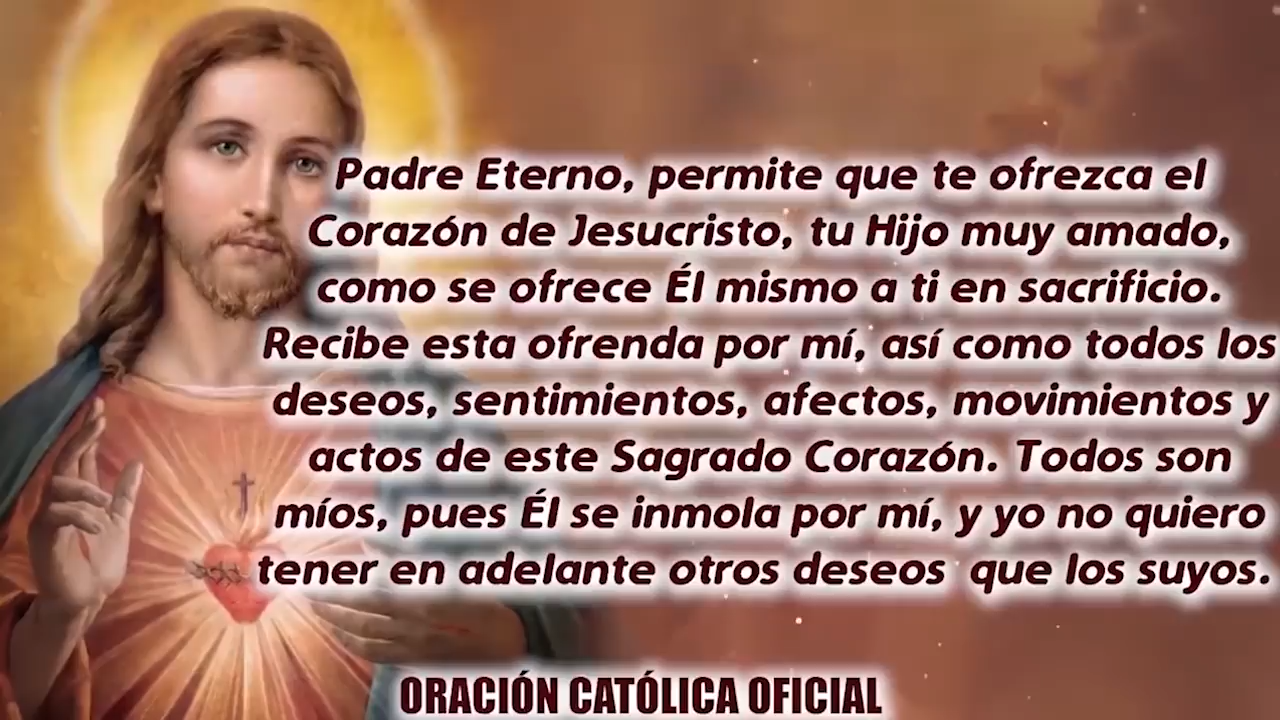 Padre Eterno, permite que te ofrezca el
Corazón de Jesucristo, tu Hijo muy amado,
como se ofrece Él mismo a ti en sacrificio.
Recibe esta ofrenda por mí, así como todos los
deseos, sentimientos, afectos, movimientos y
actos de este Sagrado Corazón. Todos son
míos, pues Él se inmola por mí, y yo no quiero
tener en adelante otros deseos que los suyos.
ORACIÓN CATÓLICA OFICIAL